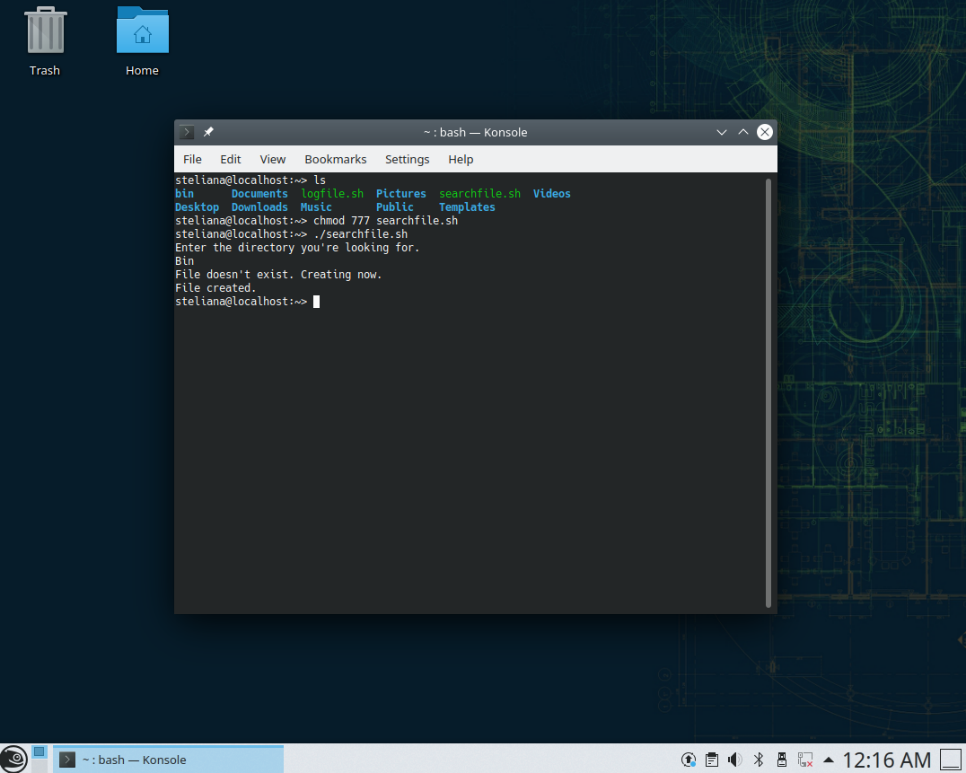 Trash
Home
~ : bash — Konsole
File Edit View Bookmarks Settings Help
steliana@localhost:~> ls
bin Documents logfile.sh Pictures searchfile.sh Videos
Desktop Downloads Music Public Templates
steliana@localhost:~> chmod 777 searchfile.sh
steliana@localhost:~> ./searchfile.sh
Enter the directory you're looking for.
Bin
File doesn't exist. Creating now.
File created.
steliana@localhost:~>
~ : bash — Konsole
12:16 AM